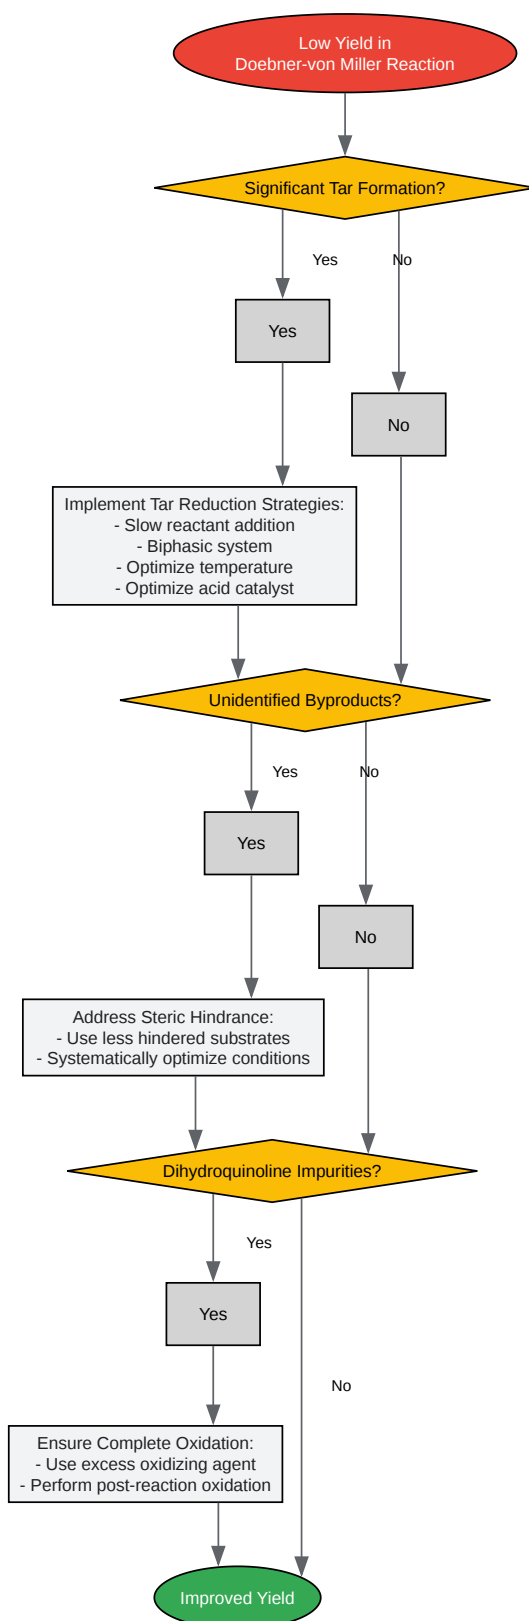 Low Yield in
Doebner-von Miller Reaction
Significant Tar Formation?
Yes
No
Yes
No
Implement Tar Reduction Strategies:
- Slow reactant addition
- Biphasic system
- Optimize temperature
- Optimize acid catalyst
Unidentified Byproducts?
Yes
No
Yes
No
Address Steric Hindrance:
- Use less hindered substrates
- Systematically optimize conditions
Dihydroquinoline Impurities?
Yes
Yes
No
Ensure Complete Oxidation:
- Use excess oxidizing agent
- Perform post-reaction oxidation
Improved Yield